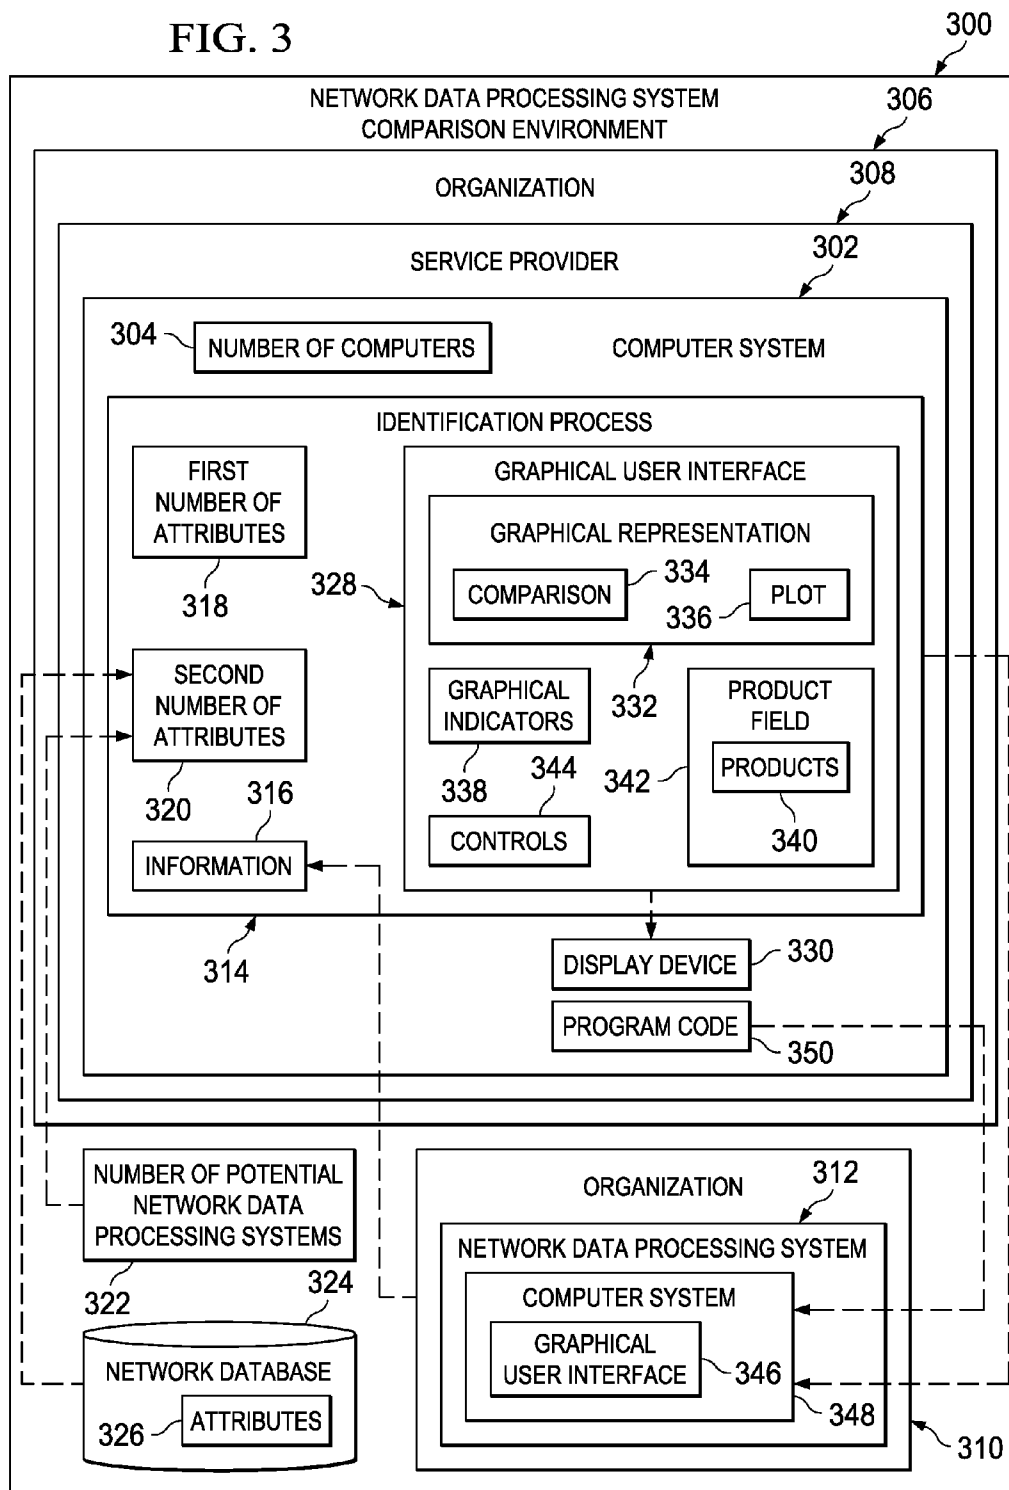 FIG. 3
300
NETWORK DATA PROCESSING SYSTEM
COMPARISON ENVIRONMENT
306
ORGANIZATION
308
SERVICE PROVIDER
302
304
NUMBER OF COMPUTERS
COMPUTER SYSTEM
IDENTIFICATION PROCESS
FIRST
NUMBER OF
ATTRIBUTES
318
GRAPHICAL USER INTERFACE
328
GRAPHICAL REPRESENTATION
COMPARISON
334
336
PLOT
332
SECOND
NUMBER OF
ATTRIBUTES
320
GRAPHICAL
INDICATORS
338
PRODUCT
FIELD
342
PRODUCTS
340
344
CONTROLS
316
INFORMATION
314
DISPLAY DEVICE
330
PROGRAM CODE
350
NUMBER OF POTENTIAL
NETWORK DATA
PROCESSING SYSTEMS
322
324
NETWORK DATABASE
326
ATTRIBUTES
ORGANIZATION
312
NETWORK DATA PROCESSING SYSTEM
COMPUTER SYSTEM
GRAPHICAL
USER INTERFACE
346
348
310